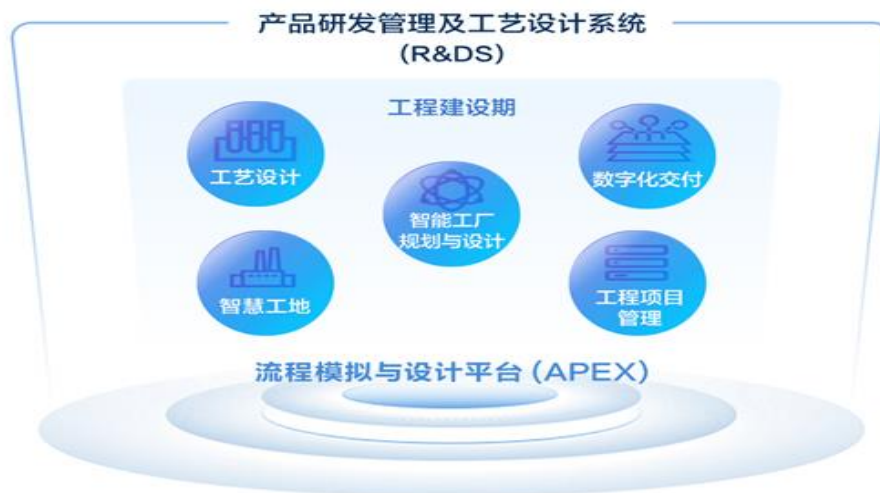 产品研发管理及工艺设计系统
(R&DS)
工程建设期
工艺设计
数字化交付
智能工厂
规划与设计
智慧工地
工程项目
管理
流程模拟与设计平台（APEX）